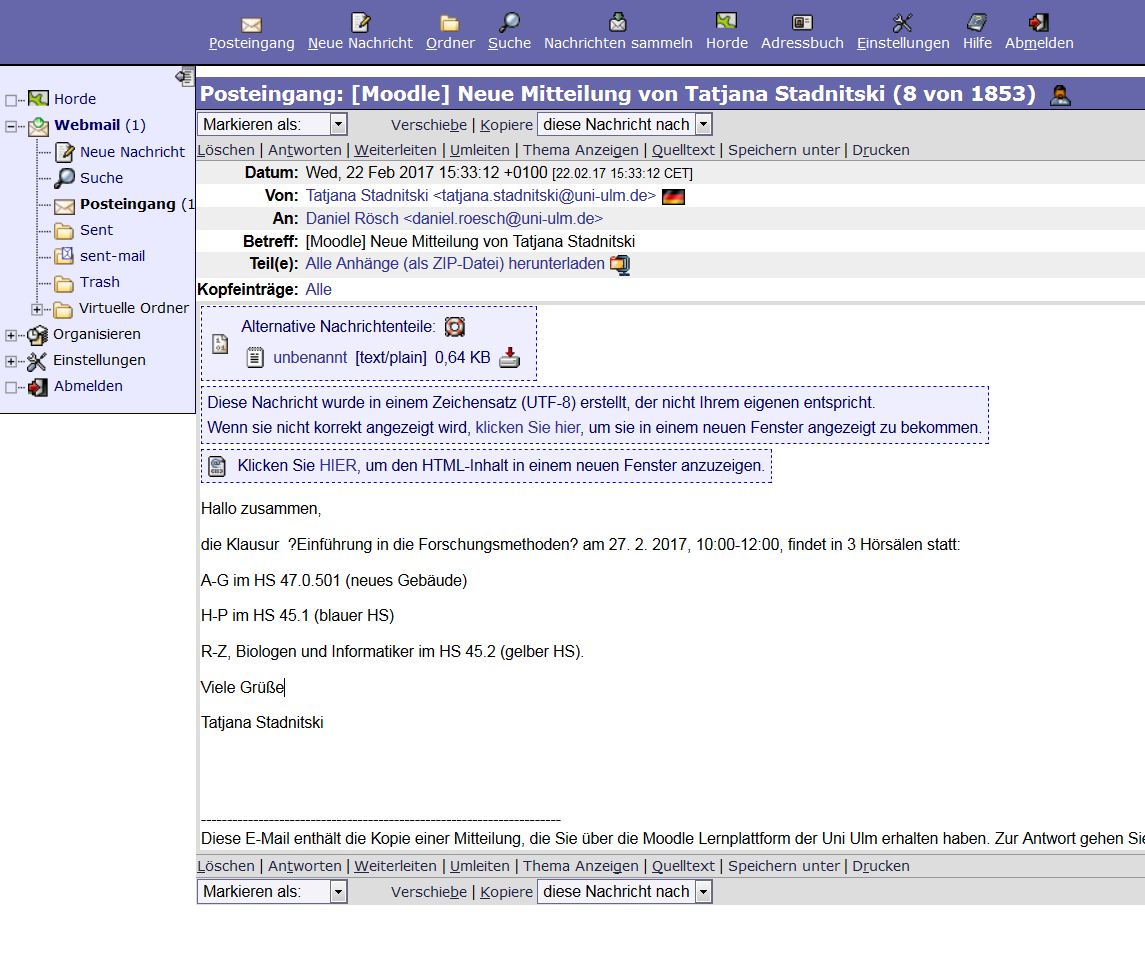 Posteingang Neue Nachricht Ordner Suche Nachrichten sammeln Horde Adressbuch Einstellungen Hilfe Abmelden
Horde
Webmail (1)
Neue Nachricht
Suche
Posteingang (1
Sent
sent-mail
Trash
Virtuelle Ordner
Organisieren
Einstellungen
Abmelden
Posteingang: [Moodle] Neue Mitteilung von Tatjana Stadnitski (8 von 1853)
Markieren als: Verschiebe | Kopiere diese Nachricht nach
Löschen | Antworten | Weiterleiten | Umleiten | Thema Anzeigen | Quelltext | Speichern unter | Drucken
Datum: Wed, 22 Feb 2017 15:33:12 +0100 [22.02.17 15:33:12 CET]
Von: Tatjana Stadnitski <tatjana.stadnitski@uni-ulm.de>
An: Daniel Rösch <daniel.roesch@uni-ulm.de>
Betreff: [Moodle] Neue Mitteilung von Tatjana Stadnitski
Teil(e): Alle Anhänge (als ZIP-Datei) herunterladen
Kopfeinträge: Alle
Alternative Nachrichtenteile:
unbenannt [text/plain] 0,64 KB
Diese Nachricht wurde in einem Zeichensatz (UTF-8) erstellt, der nicht Ihrem eigenen entspricht.
Wenn sie nicht korrekt angezeigt wird, klicken Sie hier, um sie in einem neuen Fenster angezeigt zu bekommen.
Klicken Sie HIER, um den HTML-Inhalt in einem neuen Fenster anzuzeigen.
Hallo zusammen,
die Klausur ?Einführung in die Forschungsmethoden? am 27. 2. 2017, 10:00-12:00, findet in 3 Hörsälen statt:
A-G im HS 47.0.501 (neues Gebäude)
H-P im HS 45.1 (blauer HS)
R-Z, Biologen und Informatiker im HS 45.2 (gelber HS).
Viele Grüße
Tatjana Stadnitski
---------------------------------------------------------------------
Diese E-Mail enthält die Kopie einer Mitteilung, die Sie über die Moodle Lernplattform der Uni Ulm erhalten haben. Zur Antwort gehen Sie
Löschen | Antworten | Weiterleiten | Umleiten | Thema Anzeigen | Quelltext | Speichern unter | Drucken
Markieren als: Verschiebe | Kopiere diese Nachricht nach